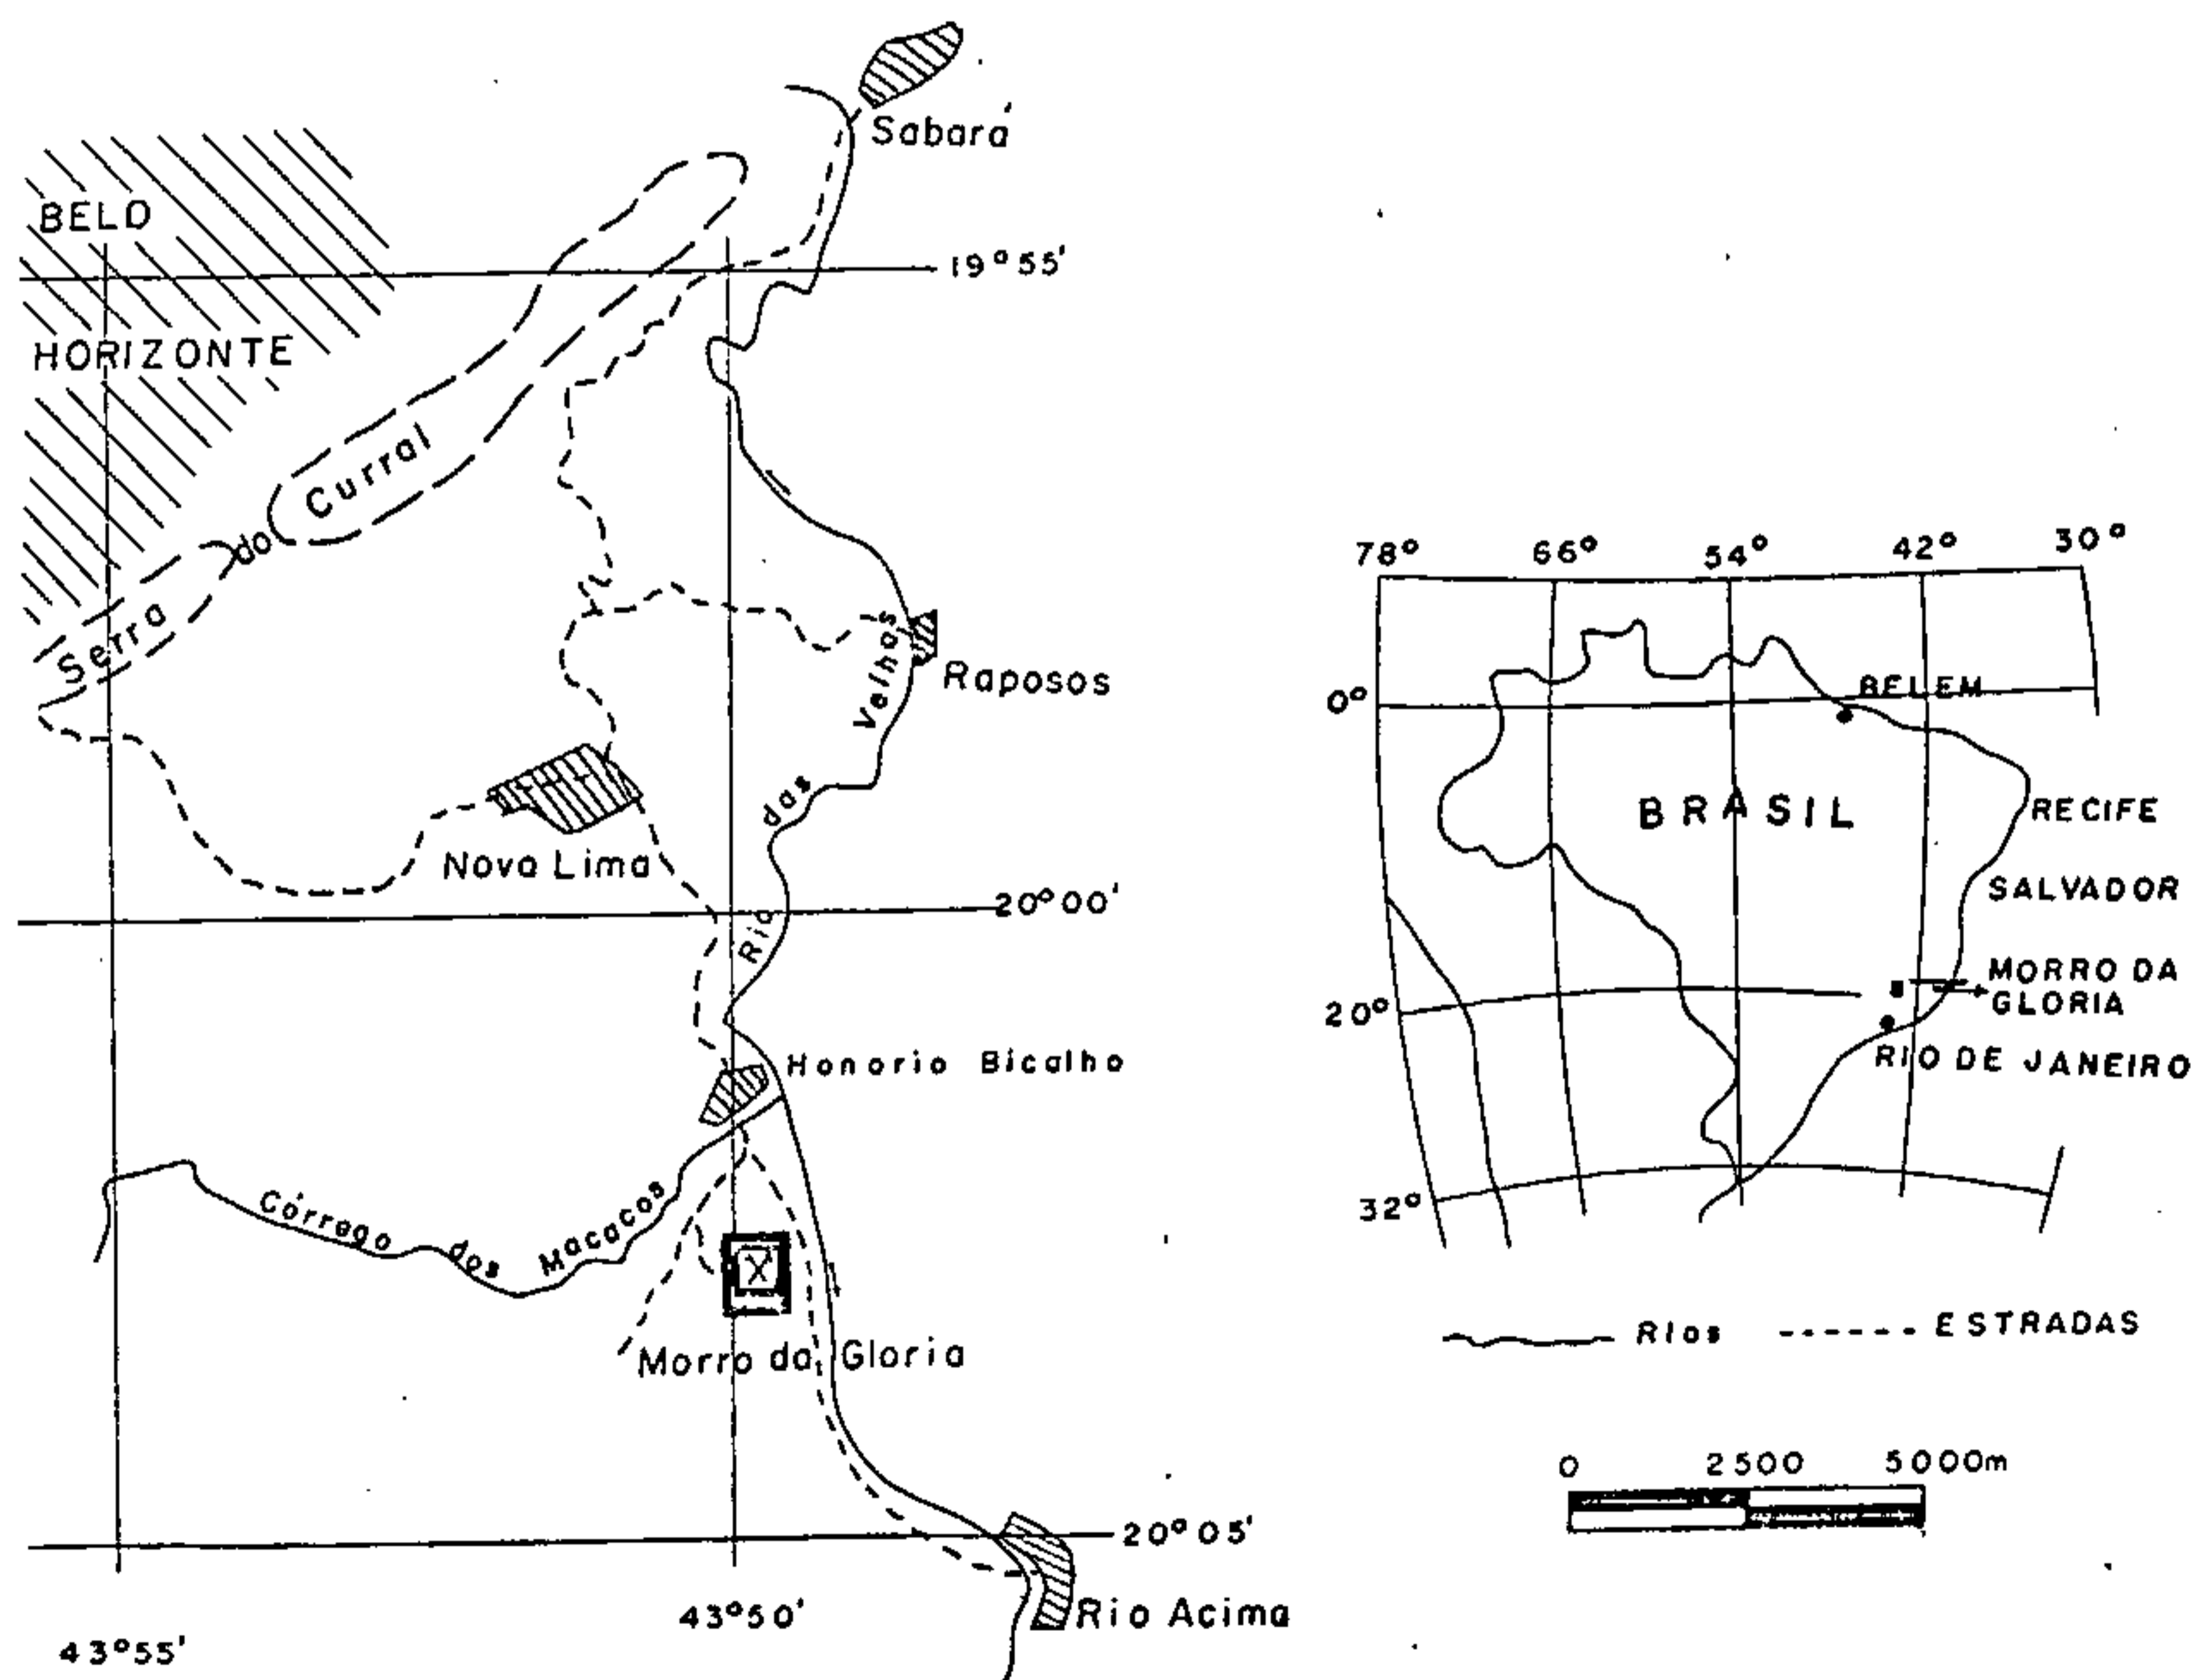 Sabará
BELO
HORIZONTE
19° 55'
Serra do Curral
Raposos
Nova Lima
20° 00'
Rio das Velhas
Honorio Bicalho
Córrego dos Macacos
X
Morro da Gloria
20° 05'
43° 50'
Rio Acima
43° 55'
78° 66° 54° 42° 30°
0°
BELEM
BRASIL
RECIFE
SALVADOR
MORRO DA
GLORIA
20°
RIO DE JANEIRO
32°
Rios ESTRADAS
0 2500 5000m